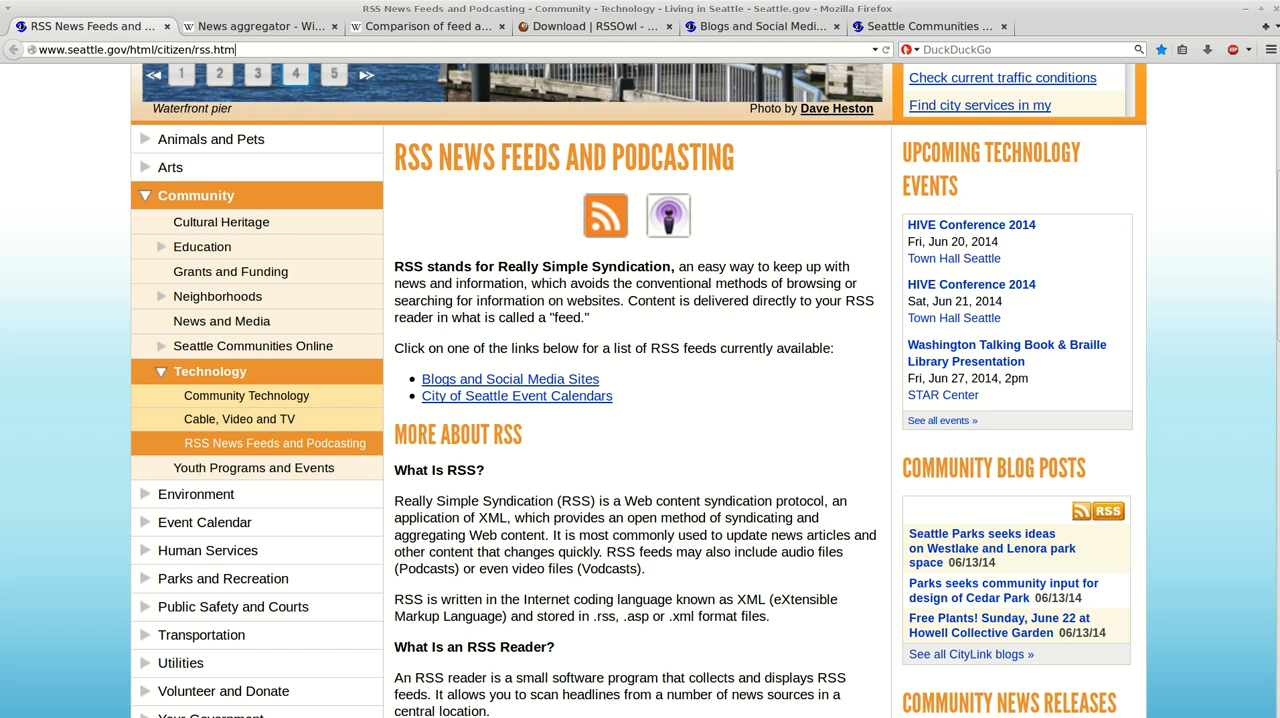 RSS News Feeds and Podcasting - Community - Technology - Living in Seattle - Seattle.gov - Mozilla Firefox
RSS News Feeds and ... × News aggregator - Wi... × Comparison of feed a... × Download | RSSOwl - ... × Blogs and Social Medi... × Seattle Communities ... ×
www.seattle.gov/html/citizen/rss.htm
DuckDuckGo
1 2 3 4 5
Waterfront pier
Photo by Dave Heston
Check current traffic conditions
Find city services in my
Animals and Pets
Arts
Community
Cultural Heritage
Education
Grants and Funding
Neighborhoods
News and Media
Seattle Communities Online
Technology
Community Technology
Cable, Video and TV
RSS News Feeds and Podcasting
Youth Programs and Events
Environment
Event Calendar
Human Services
Parks and Recreation
Public Safety and Courts
Transportation
Utilities
Volunteer and Donate
Your Government
RSS NEWS FEEDS AND PODCASTING
RSS stands for Really Simple Syndication, an easy way to keep up with
news and information, which avoids the conventional methods of browsing or
searching for information on websites. Content is delivered directly to your RSS
reader in what is called a "feed."
Click on one of the links below for a list of RSS feeds currently available:
• Blogs and Social Media Sites
• City of Seattle Event Calendars
MORE ABOUT RSS
What Is RSS?
Really Simple Syndication (RSS) is a Web content syndication protocol, an
application of XML, which provides an open method of syndicating and
aggregating Web content. It is most commonly used to update news articles and
other content that changes quickly. RSS feeds may also include audio files
(Podcasts) or even video files (Vodcasts).
RSS is written in the Internet coding language known as XML (eXtensible
Markup Language) and stored in .rss, .asp or .xml format files.
What Is an RSS Reader?
An RSS reader is a small software program that collects and displays RSS
feeds. It allows you to scan headlines from a number of news sources in a
central location.
UPCOMING TECHNOLOGY
EVENTS
HIVE Conference 2014
Fri, Jun 20, 2014
Town Hall Seattle
HIVE Conference 2014
Sat, Jun 21, 2014
Town Hall Seattle
Washington Talking Book & Braille
Library Presentation
Fri, Jun 27, 2014, 2pm
STAR Center
See all events »
COMMUNITY BLOG POSTS
RSS
Seattle Parks seeks ideas
on Westlake and Lenora park
space 06/13/14
Parks seeks community input for
design of Cedar Park 06/13/14
Free Plants! Sunday, June 22 at
Howell Collective Garden 06/13/14
See all CityLink blogs »
COMMUNITY NEWS RELEASES